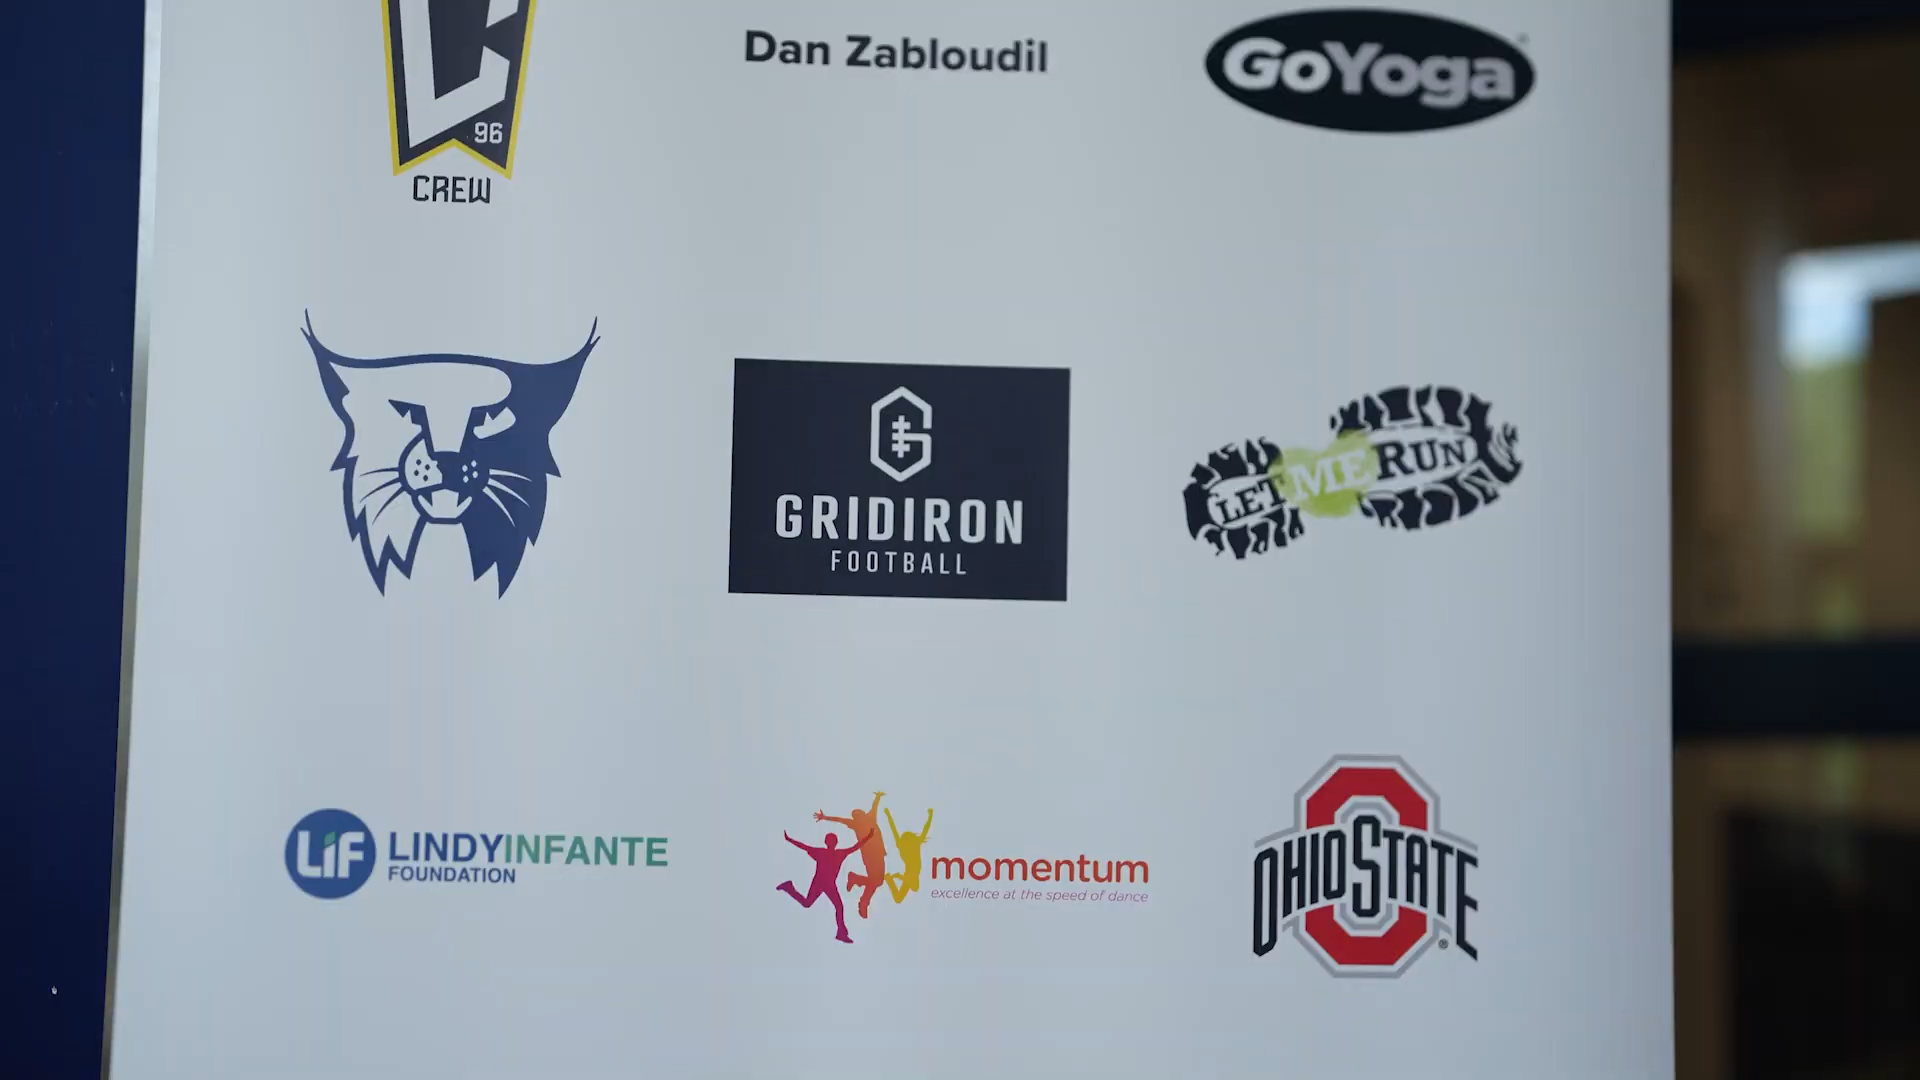 96
CREW
Dan Zabloudil
GoYoga
GRIDIRON
FOOTBALL
LET ME RUN
LiF
LINDYINFANTE
FOUNDATION
momentum
excellence at the speed of dance
OHIO STATE